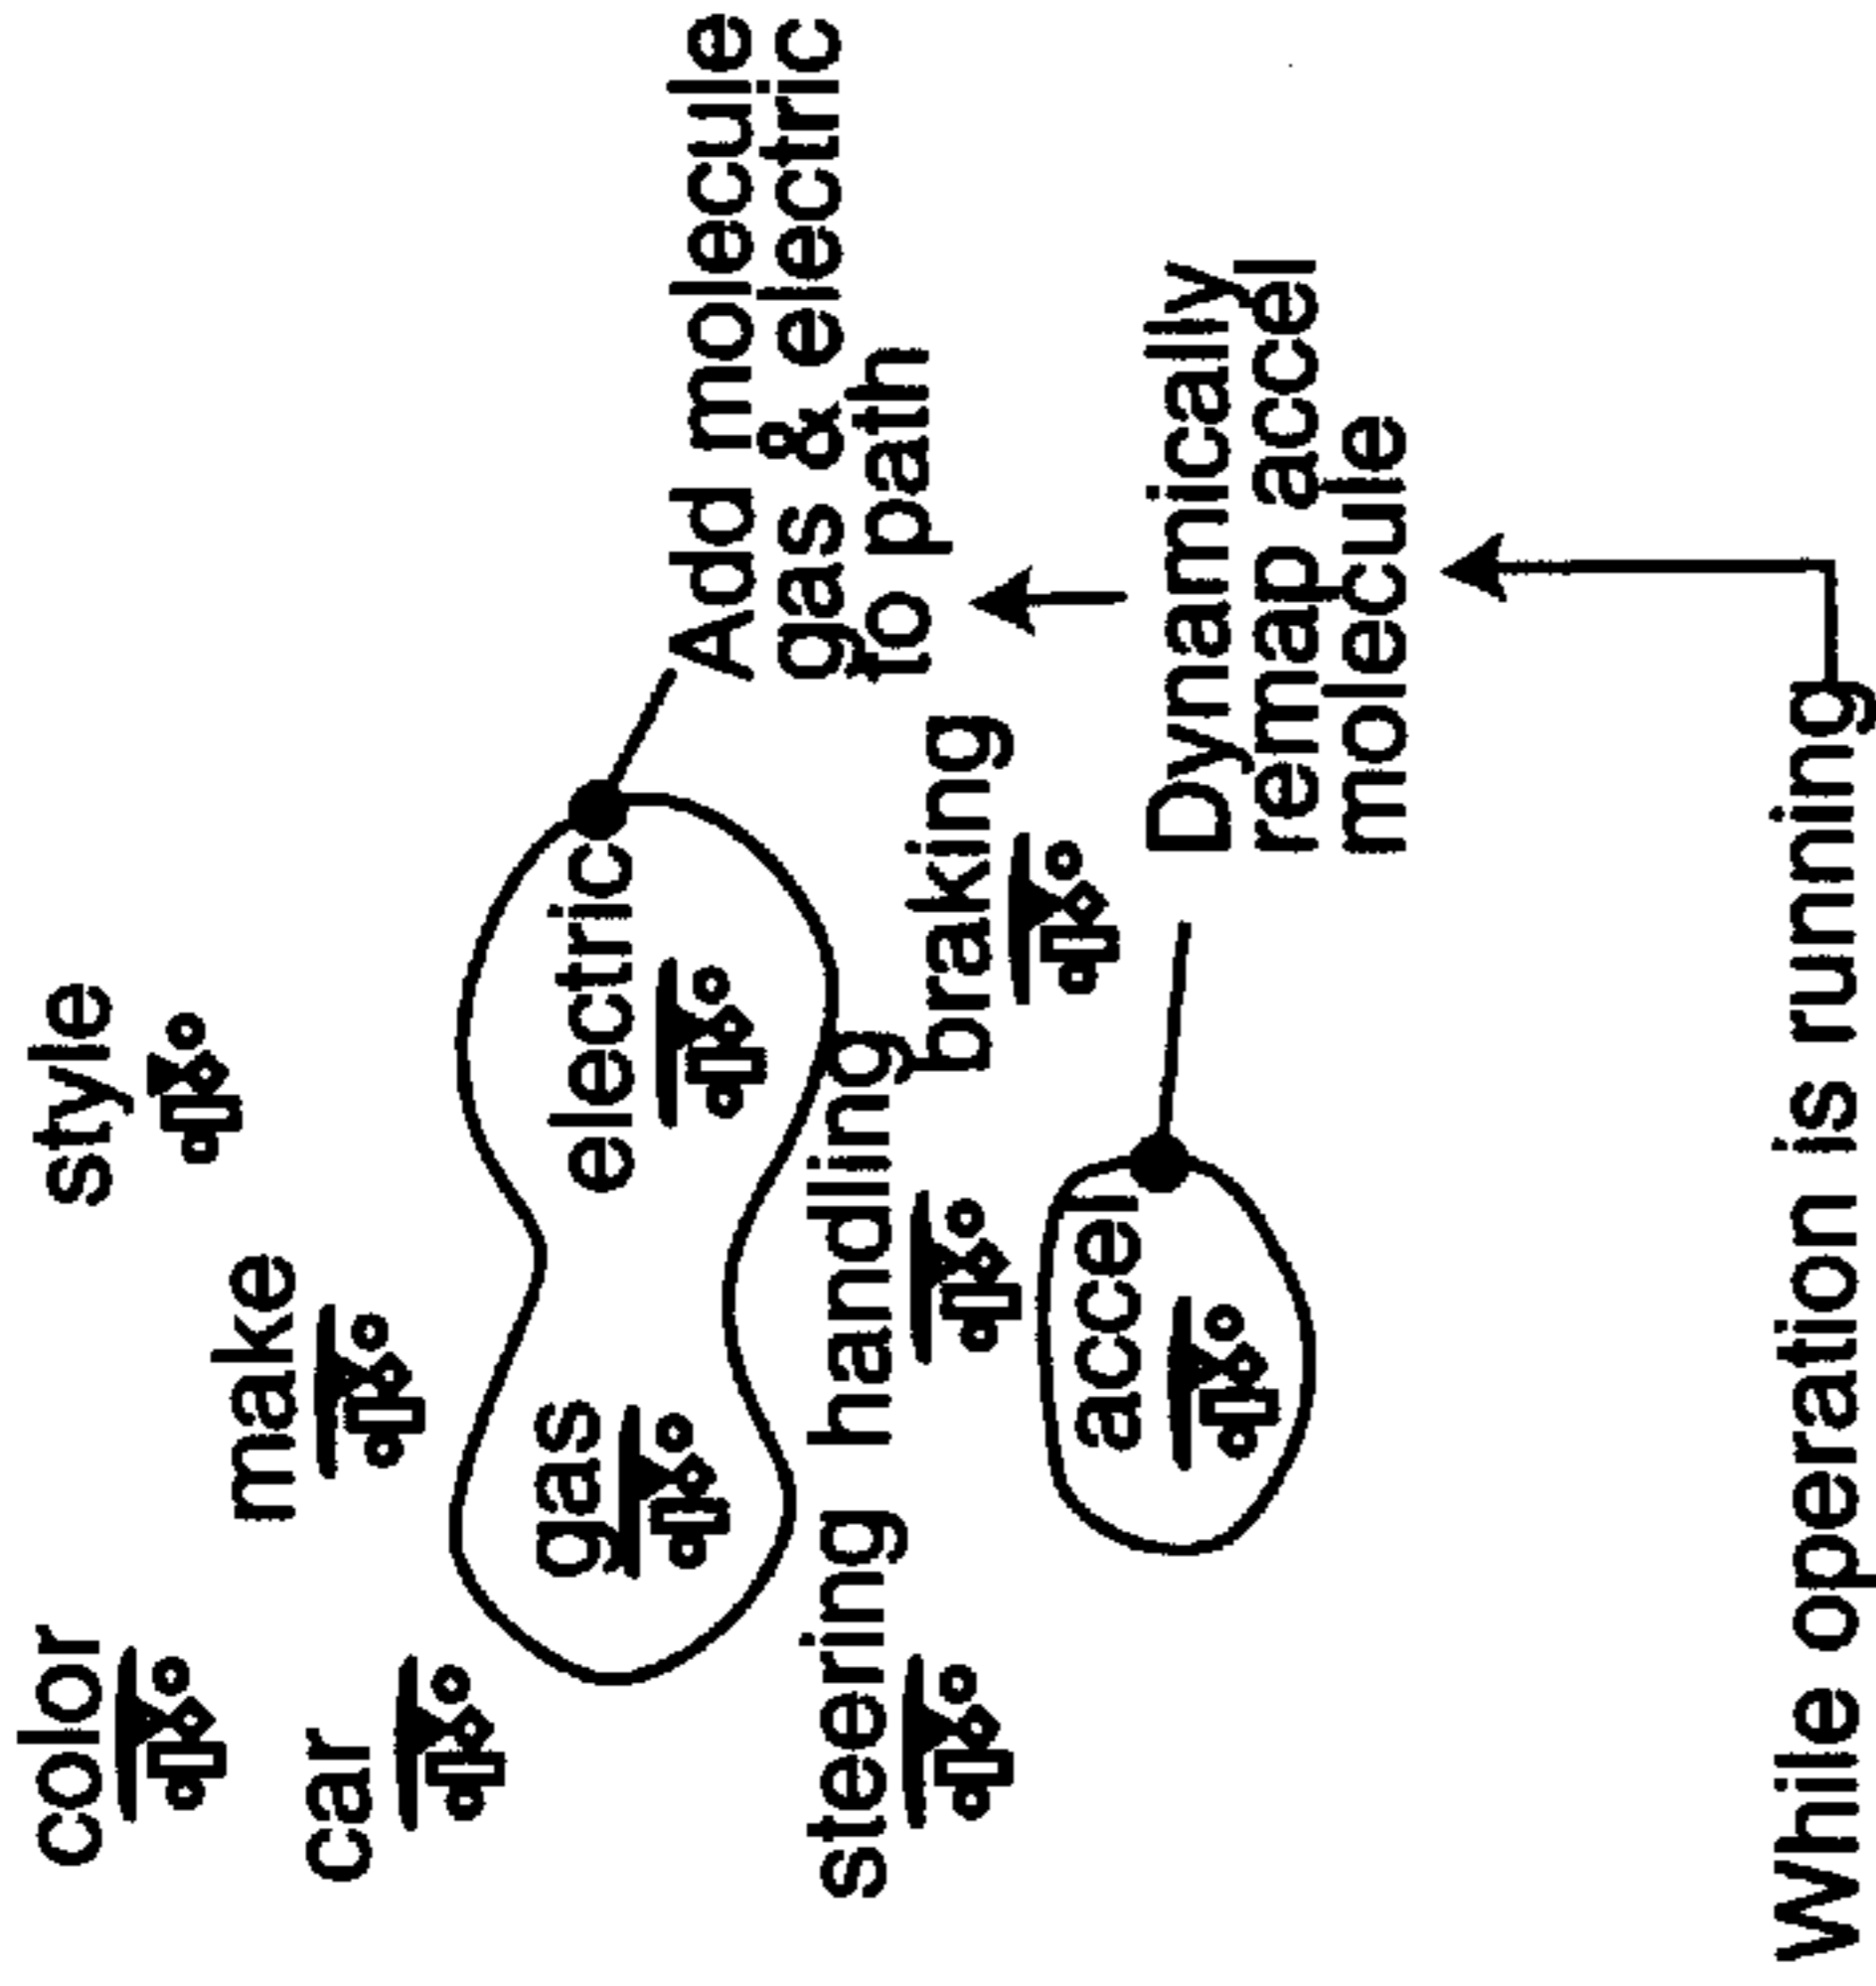 color
style
make
car
electric
gas
Add molecule
gas & electric
to path
steering
handling
braking
accel
Dynamically
remap accel
molecule
While operation is running